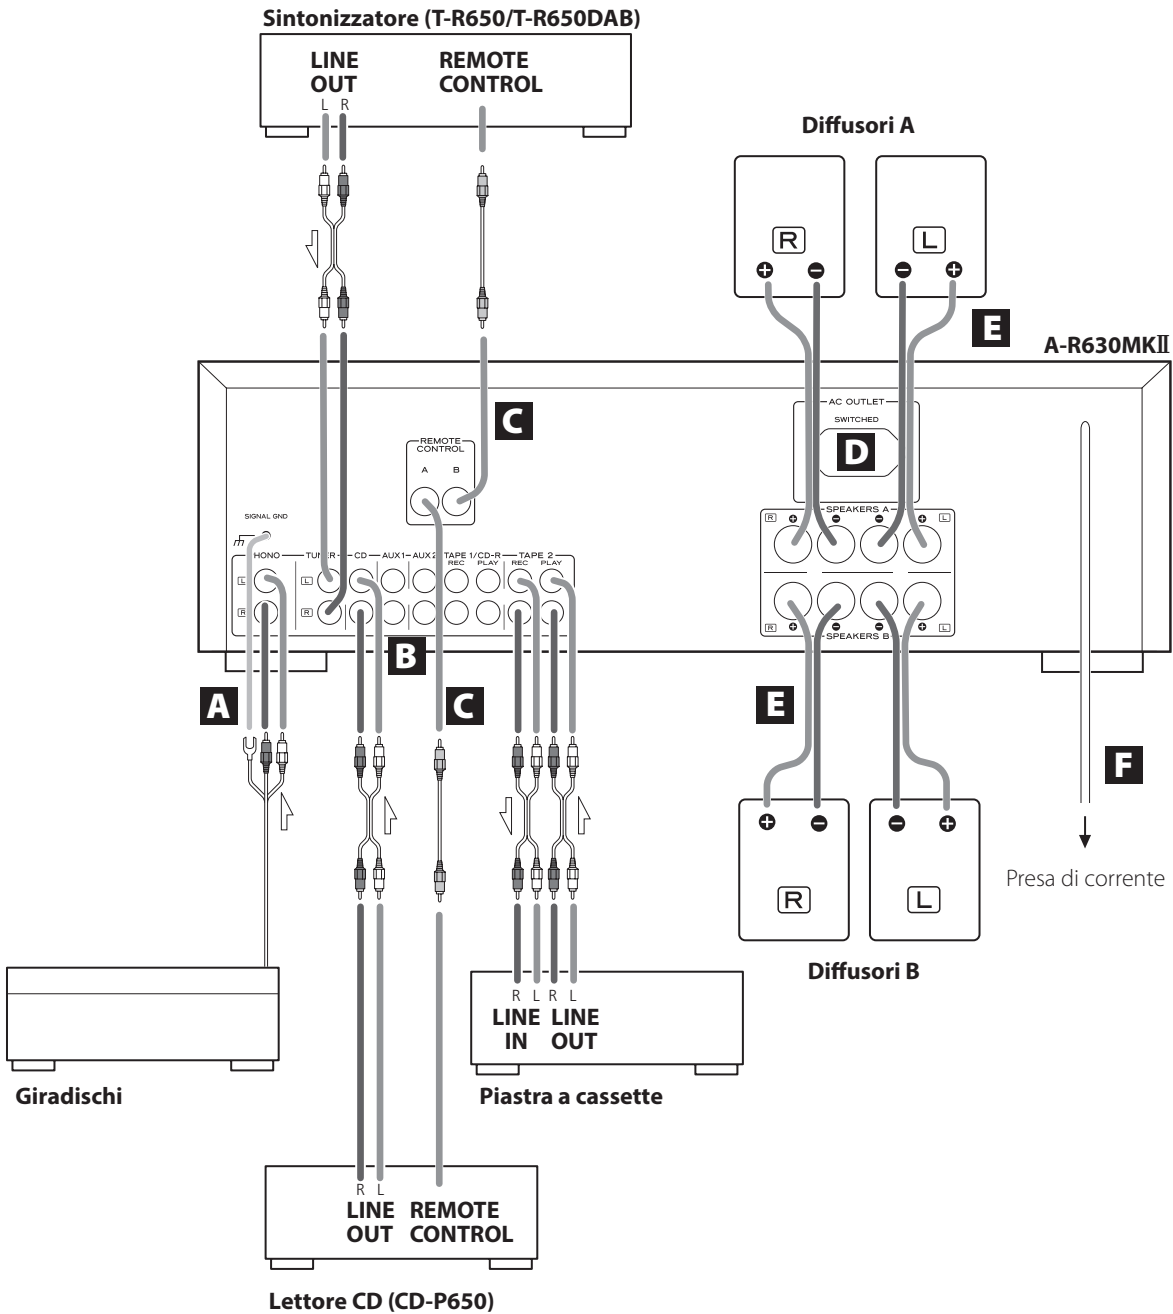 Sintonizzatore (T-R650/T-R650DAB)
LINE
OUT
REMOTE
CONTROL
L R
Diffusori A
R
L
E
A-R630MKⅡ
C
AC OUTLET
SWITCHED
D
REMOTE
CONTROL
A B
SIGNAL GND
HONO
TUNER
CD
AUX1
AUX2
TAPE 1/CD-R
REC PLAY
TAPE 2
REC PLAY
L
L
R
R
R
SPEAKERS A
L
R
SPEAKERS B
L
A
B
C
E
F
R
L
Presa di corrente
Diffusori B
R L R L
LINE
IN
LINE
OUT
Giradischi
Piastra a cassette
R L
LINE
OUT
REMOTE
CONTROL
Lettore CD (CD-P650)